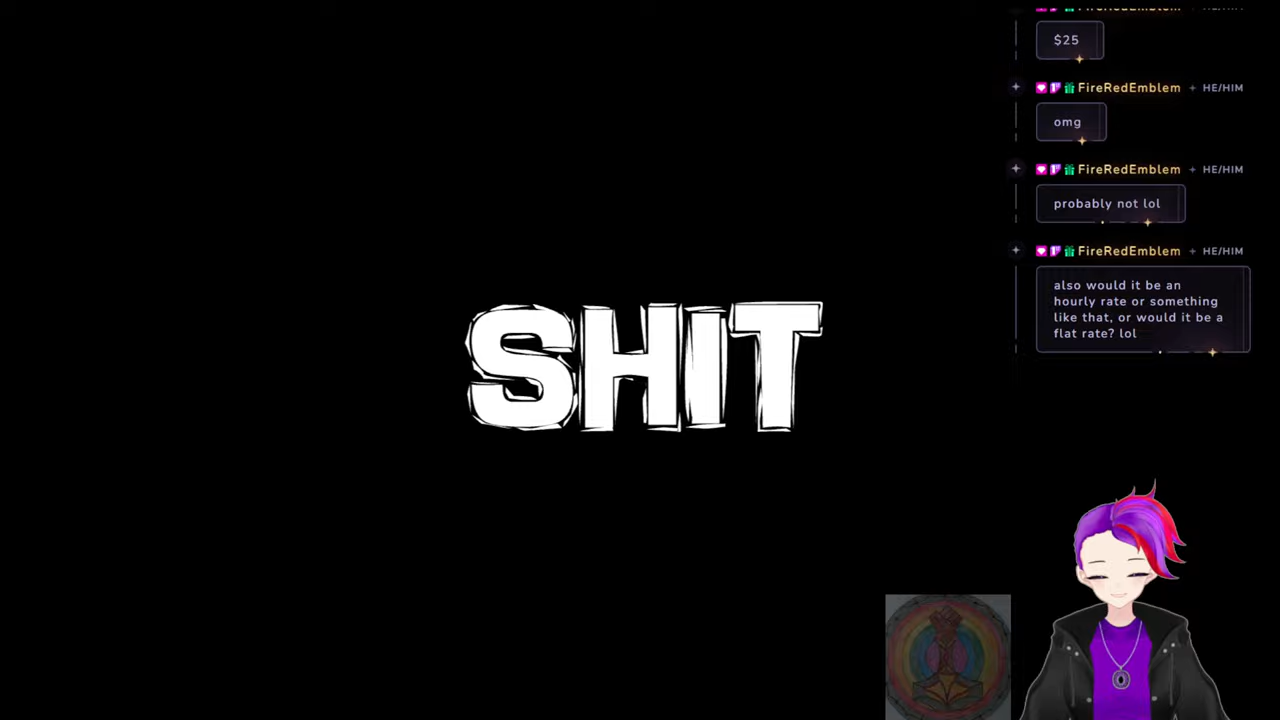 FireRedEmblem
$25
FireRedEmblem HE/HIM
omg
FireRedEmblem HE/HIM
probably not lol
FireRedEmblem HE/HIM
also would it be an
hourly rate or something
like that, or would it be a
flat rate? lol
SHIT